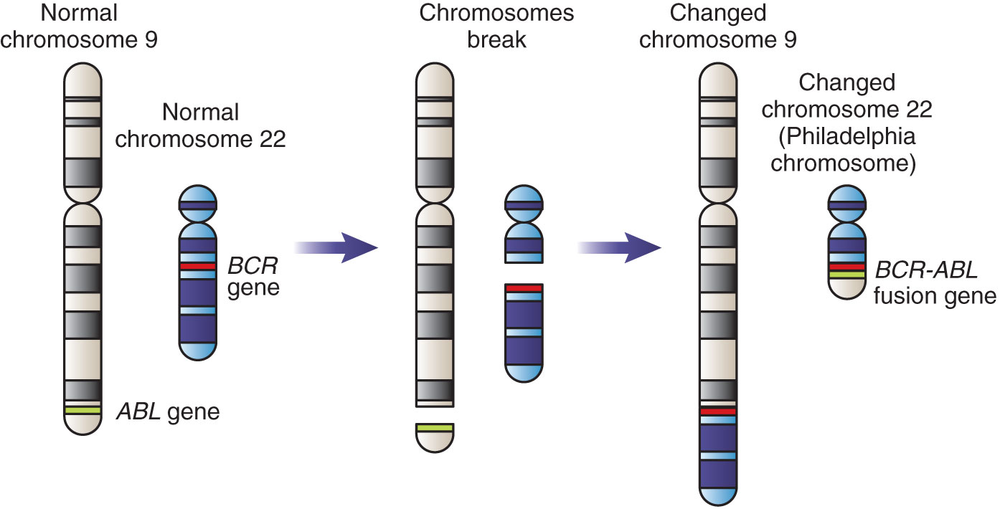 Normal
chromosome 9
Normal
chromosome 22
BCR
gene
ABL gene
Chromosomes
break
Changed
chromosome 9
Changed
chromosome 22
(Philadelphia
chromosome)
BCR-ABL
fusion gene